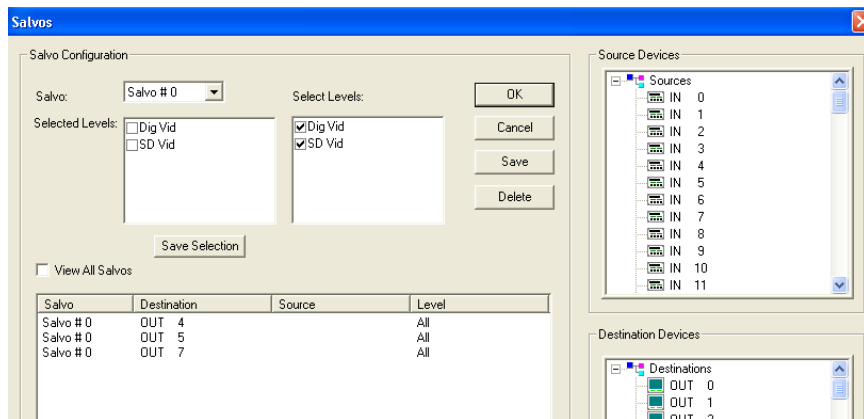 Salvos
Salvo Configuration
Salvo:
Salvo # 0
Select Levels:
OK
Selected Levels:
Dig Vid
SD Vid
Dig Vid
SD Vid
Cancel
Save
Delete
Save Selection
View All Salvos
Salvo Destination Source Level
Salvo # 0 OUT 4 All
Salvo # 0 OUT 5 All
Salvo # 0 OUT 7 All
Source Devices
Sources
IN 0
IN 1
IN 2
IN 3
IN 4
IN 5
IN 6
IN 7
IN 8
IN 9
IN 10
IN 11
Destination Devices
Destinations
OUT 0
OUT 1
OUT 2